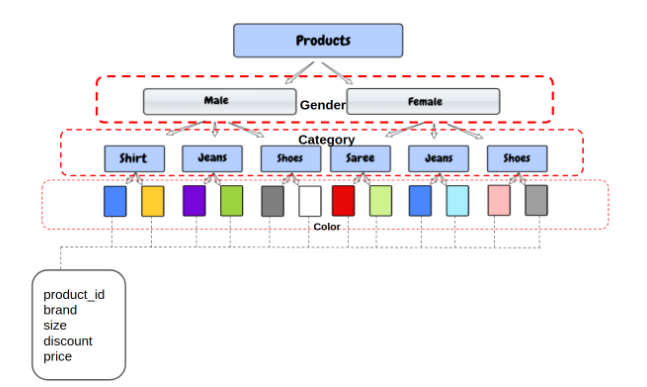 Products
Male
Gender
Female
Category
Shirt
Jeans
Shoes
Saree
Jeans
Shoes
Color
product_id
brand
size
discount
price